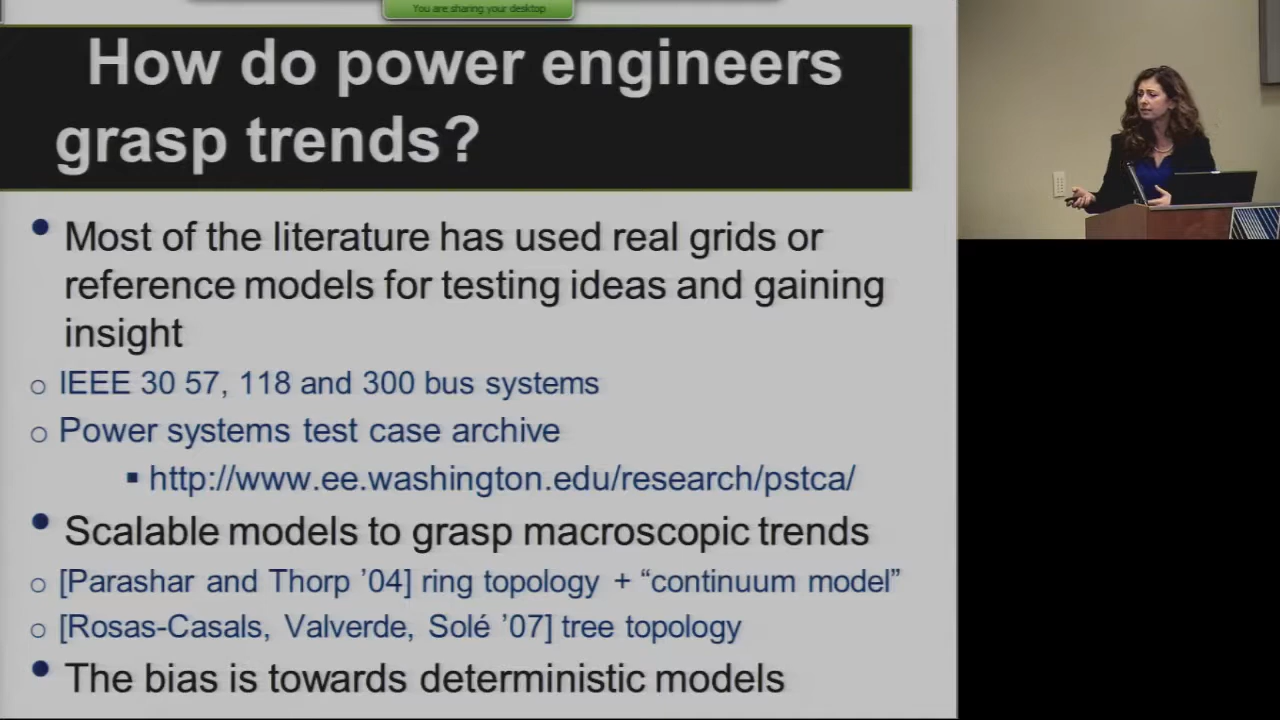 You are sharing your desktop
How do power engineers
grasp trends?
• Most of the literature has used real grids or
reference models for testing ideas and gaining
insight
o IEEE 30 57, 118 and 300 bus systems
o Power systems test case archive
▪ http://www.ee.washington.edu/research/pstca/
• Scalable models to grasp macroscopic trends
o [Parashar and Thorp ’04] ring topology + “continuum model”
o [Rosas-Casals, Valverde, Solé ’07] tree topology
• The bias is towards deterministic models